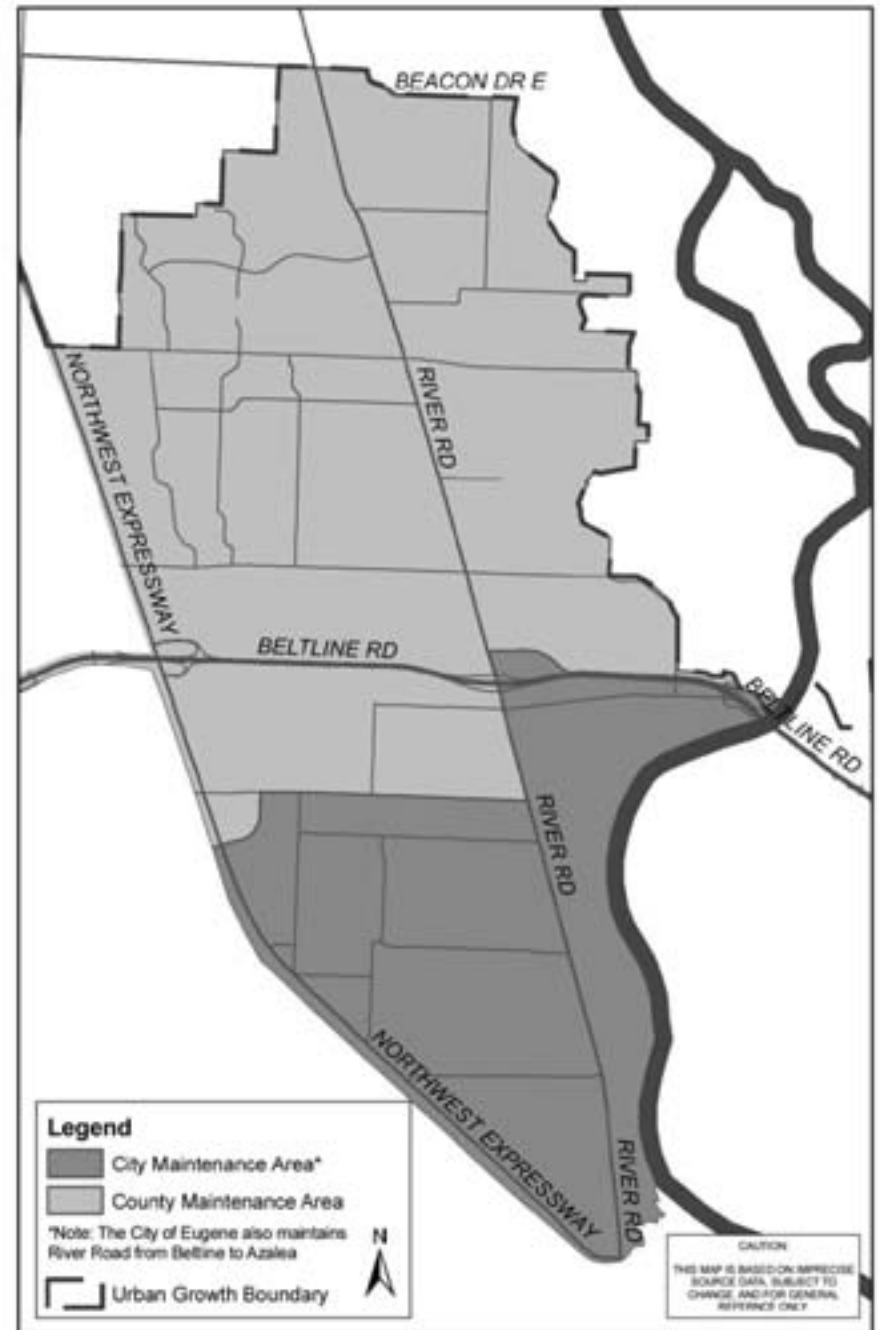 BEACON DR E
NORTHWEST EXPRESSWAY
RIVER RD
BELTLINE RD
BELTLINE RD
RIVER RD
NORTHWEST EXPRESSWAY
RIVER RD
Legend
City Maintenance Area*
County Maintenance Area
*Note: The City of Eugene also maintains
River Road from Beltline to Azalea
N
Urban Growth Boundary
CAUTION:
THIS MAP IS BASED ON IMPRECISE
SOURCE DATA, SUBJECT TO
CHANGE, AND FOR GENERAL
REFERNCE ONLY